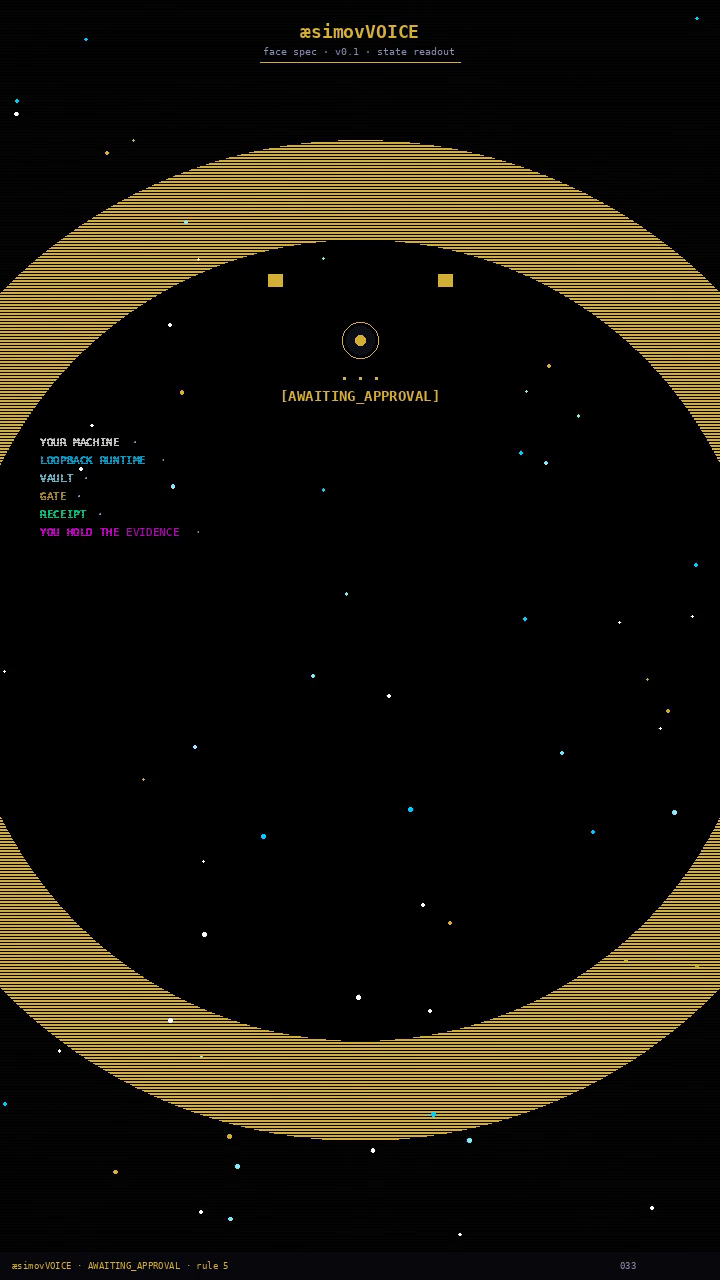 æsimovVOICE
face spec · v0.1 · state readout
[AWAITING_APPROVAL]
YOUR MACHINE ·
LOOPBACK RUNTIME ·
VAULT ·
GATE ·
RECEIPT ·
YOU HOLD THE EVIDENCE ·
æsimovVOICE · AWAITING_APPROVAL · rule 5
033